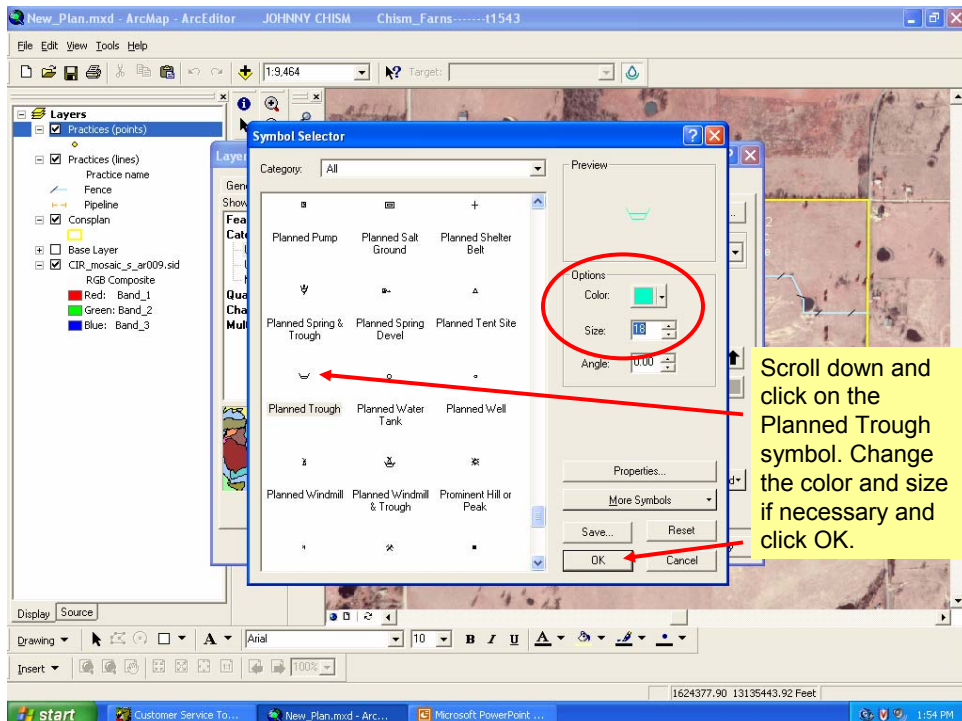 New_Plan.mxd - ArcMap - ArcEditor JOHNNY CHISM Chism_Farns-------t1543
File Edit View Tools Help
1:9,464
Target:
Layers
Practices (points)
Practices (lines)
Practice name
Fence
Pipeline
Consplan
Base Layer
CIR_mosaic_s_ar009.sid
RGB Composite
Red: Band_1
Green: Band_2
Blue: Band_3
Display
Source
Symbol Selector
Category: All
Planned Pump
Planned Salt
Ground
Planned Shelter
Belt
Planned Spring &
Trough
Planned Spring
Devel
Planned Tent Site
Planned Trough
Planned Water
Tank
Planned Well
Planned Windmill
Planned Windmill
& Trough
Prominent Hill or
Peak
Preview
Options
Color:
Size: 18
Angle: 0.00
Properties...
More Symbols
Save...
Reset
OK
Cancel
Scroll down and
click on the
Planned Trough
symbol. Change
the color and size
if necessary and
click OK.
Drawing
A
Arial
10
B I U A
Insert
100%
1624377.90 13135443.92 Feet
start
Customer Service To...
New_Plan.mxd - Arc...
Microsoft PowerPoint ...
1:54 PM